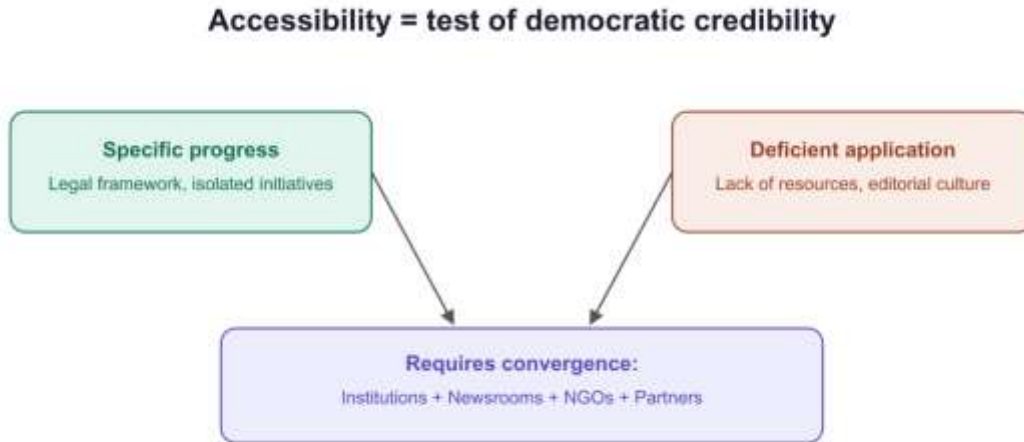 Accessibility = test of democratic credibility
Specific progress
Legal framework, isolated initiatives
Deficient application
Lack of resources, editorial culture
Requires convergence:
Institutions + Newsrooms + NGOs + Partners